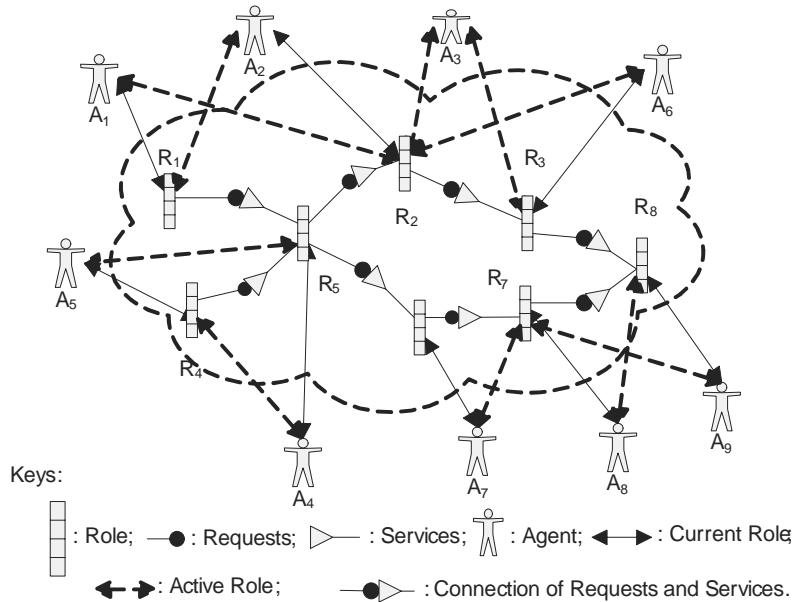 A2
A3
A1
A6
R1
R3
R2
R8
A5
R5
R7
R4
A9
A4
A7
A8
Keys:
: Role; : Requests; : Services; : Agent; : Current Role;
: Active Role; : Connection of Requests and Services.